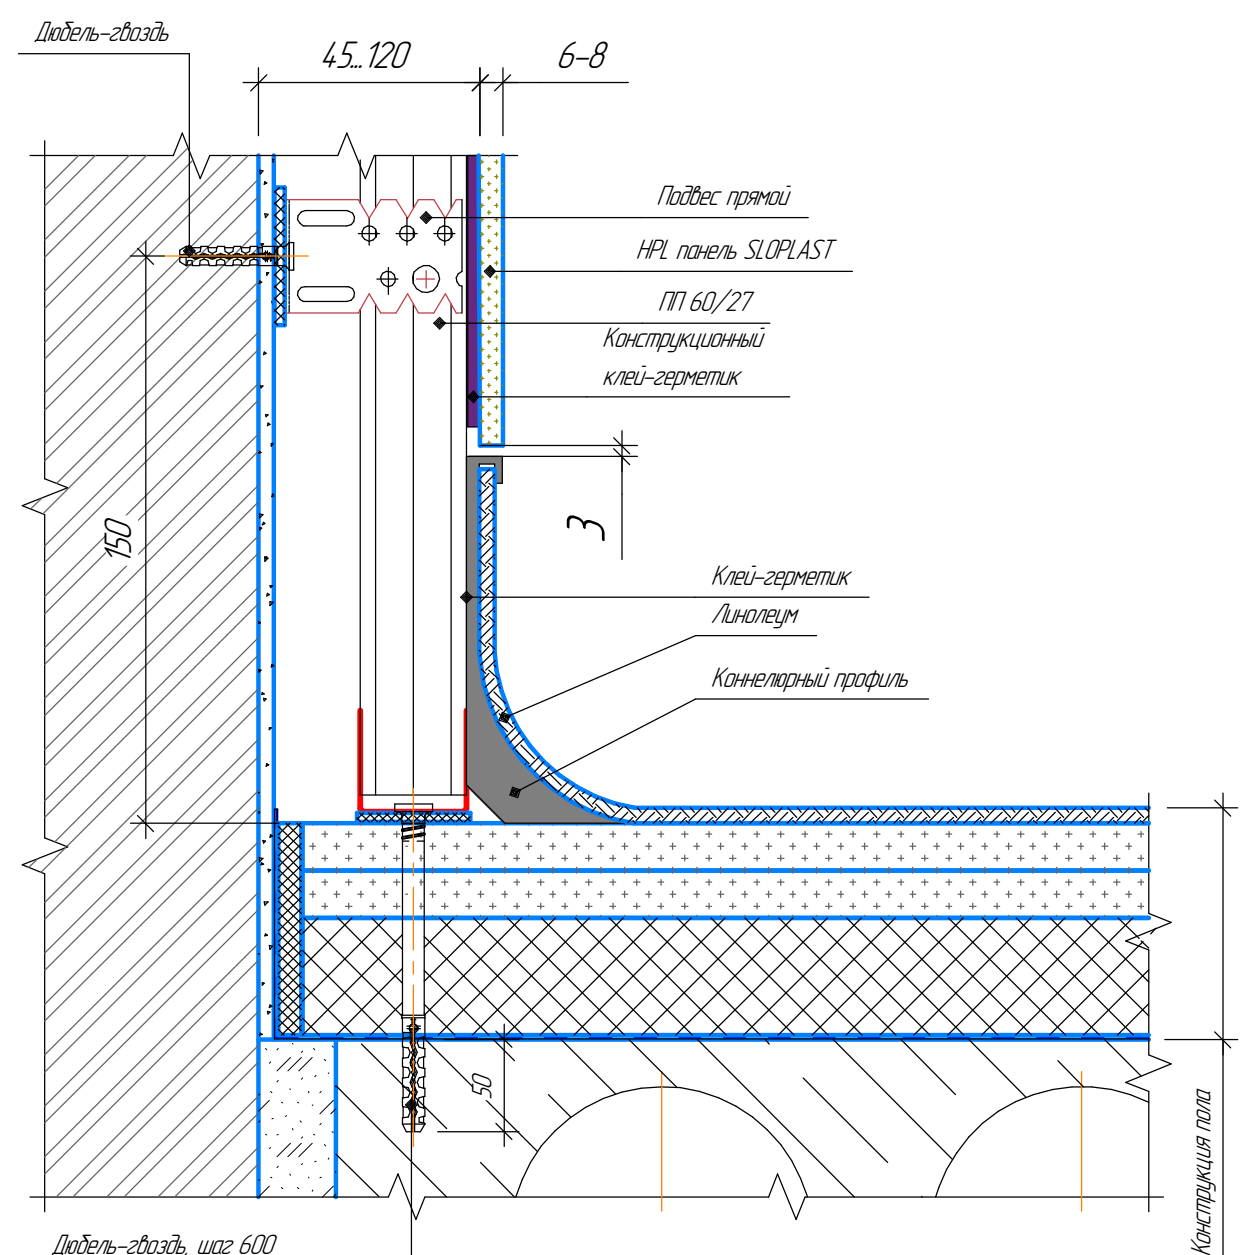 Дюбель-гвоздь
45...120
6-8
Подвес прямой
HPL панель SLOPLAST
ПП 60/27
Конструкционный
клей-герметик
150
3
Клей-герметик
Линолеум
Коннелюрный профиль
50
Конструкция пола
Дюбель-гвоздь, шаг 600